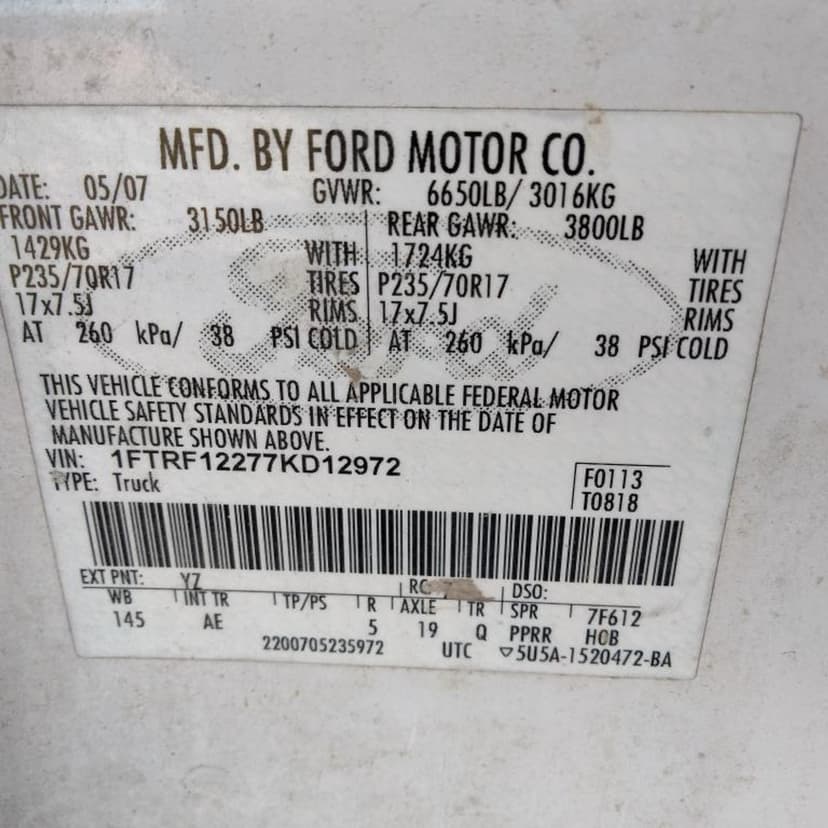 MFD. BY FORD MOTOR CO.
DATE: 05/07 GVWR: 6650LB/ 3016KG
FRONT GAWR: 3150LB REAR GAWR: 3800LB
1429KG WITH 1724KG WITH
P235/70R17 TIRES P235/70R17 TIRES
17x7.5J RIMS 17x7.5J RIMS
AT 260 kPa/ 38 PSI COLD AT 260 kPa/ 38 PSI COLD
THIS VEHICLE CONFORMS TO ALL APPLICABLE FEDERAL MOTOR
VEHICLE SAFETY STANDARDS IN EFFECT ON THE DATE OF
MANUFACTURE SHOWN ABOVE.
VIN: 1FTRF12277KD12972
TYPE: Truck
F0113
T0818
EXT PNT: YZ RC: DSO:
WB INT TR TP/PS R AXLE TR SPR 7F612
145 AE 5 19 Q PPRR HCB
2200705235972 UTC ▽5U5A-1520472-BA